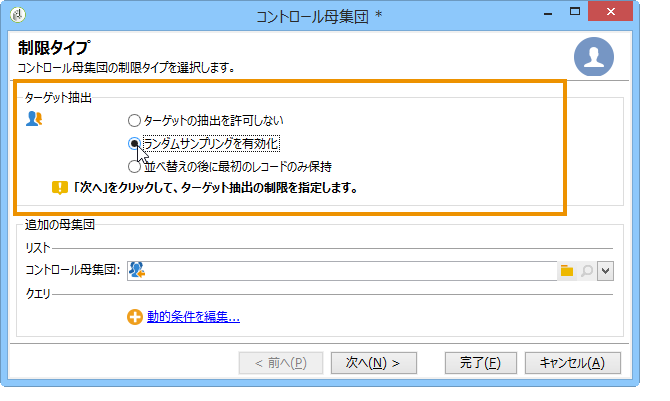 コントロール母集団 *
制限タイプ
コントロール母集団の制限タイプを選択します。
ターゲット抽出
ターゲットの抽出を許可しない
ランダムサンプリングを有効化
並べ替えの後に最初のレコードのみ保持
「次へ」をクリックして、ターゲット抽出の制限を指定します。
追加の母集団
リスト
コントロール母集団:
クエリ
動的条件を編集...
< 前へ(P)
次へ(N) >
完了(F)
キャンセル(A)